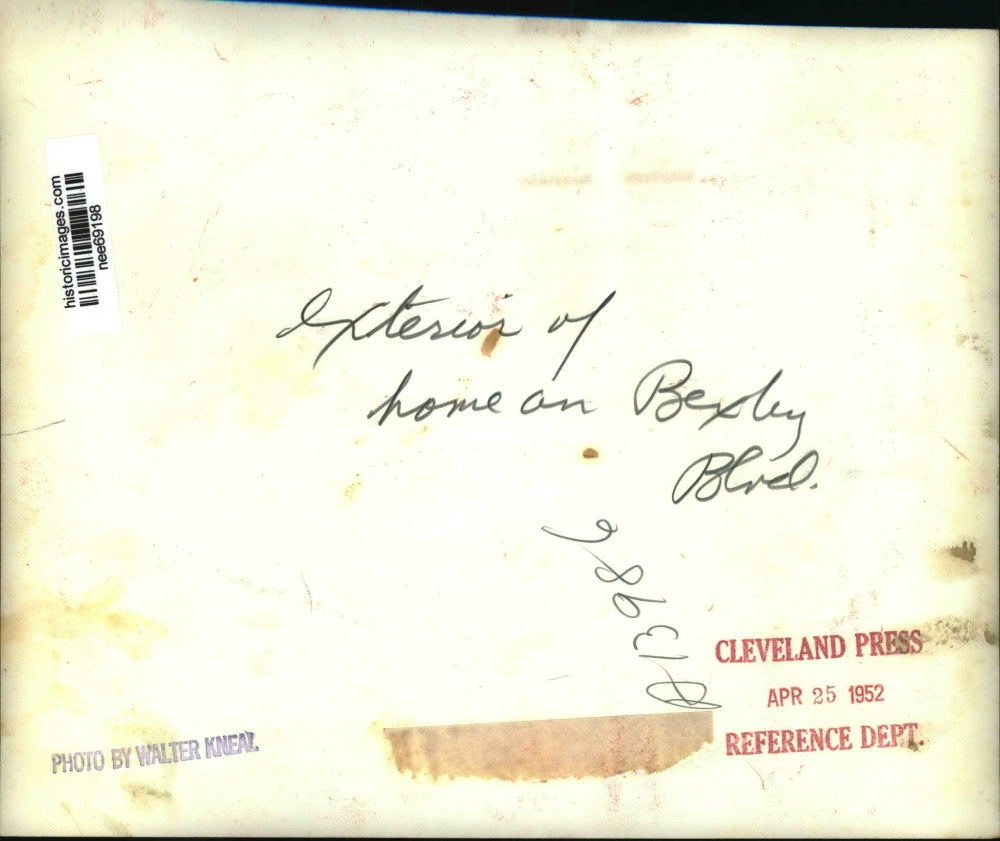 historicimages.com
nee69198
exterior of
home on Bexley
Blvd.
A13986
CLEVELAND PRESS
APR 25 1952
REFERENCE DEPT.
PHOTO BY WALTER KNEAL